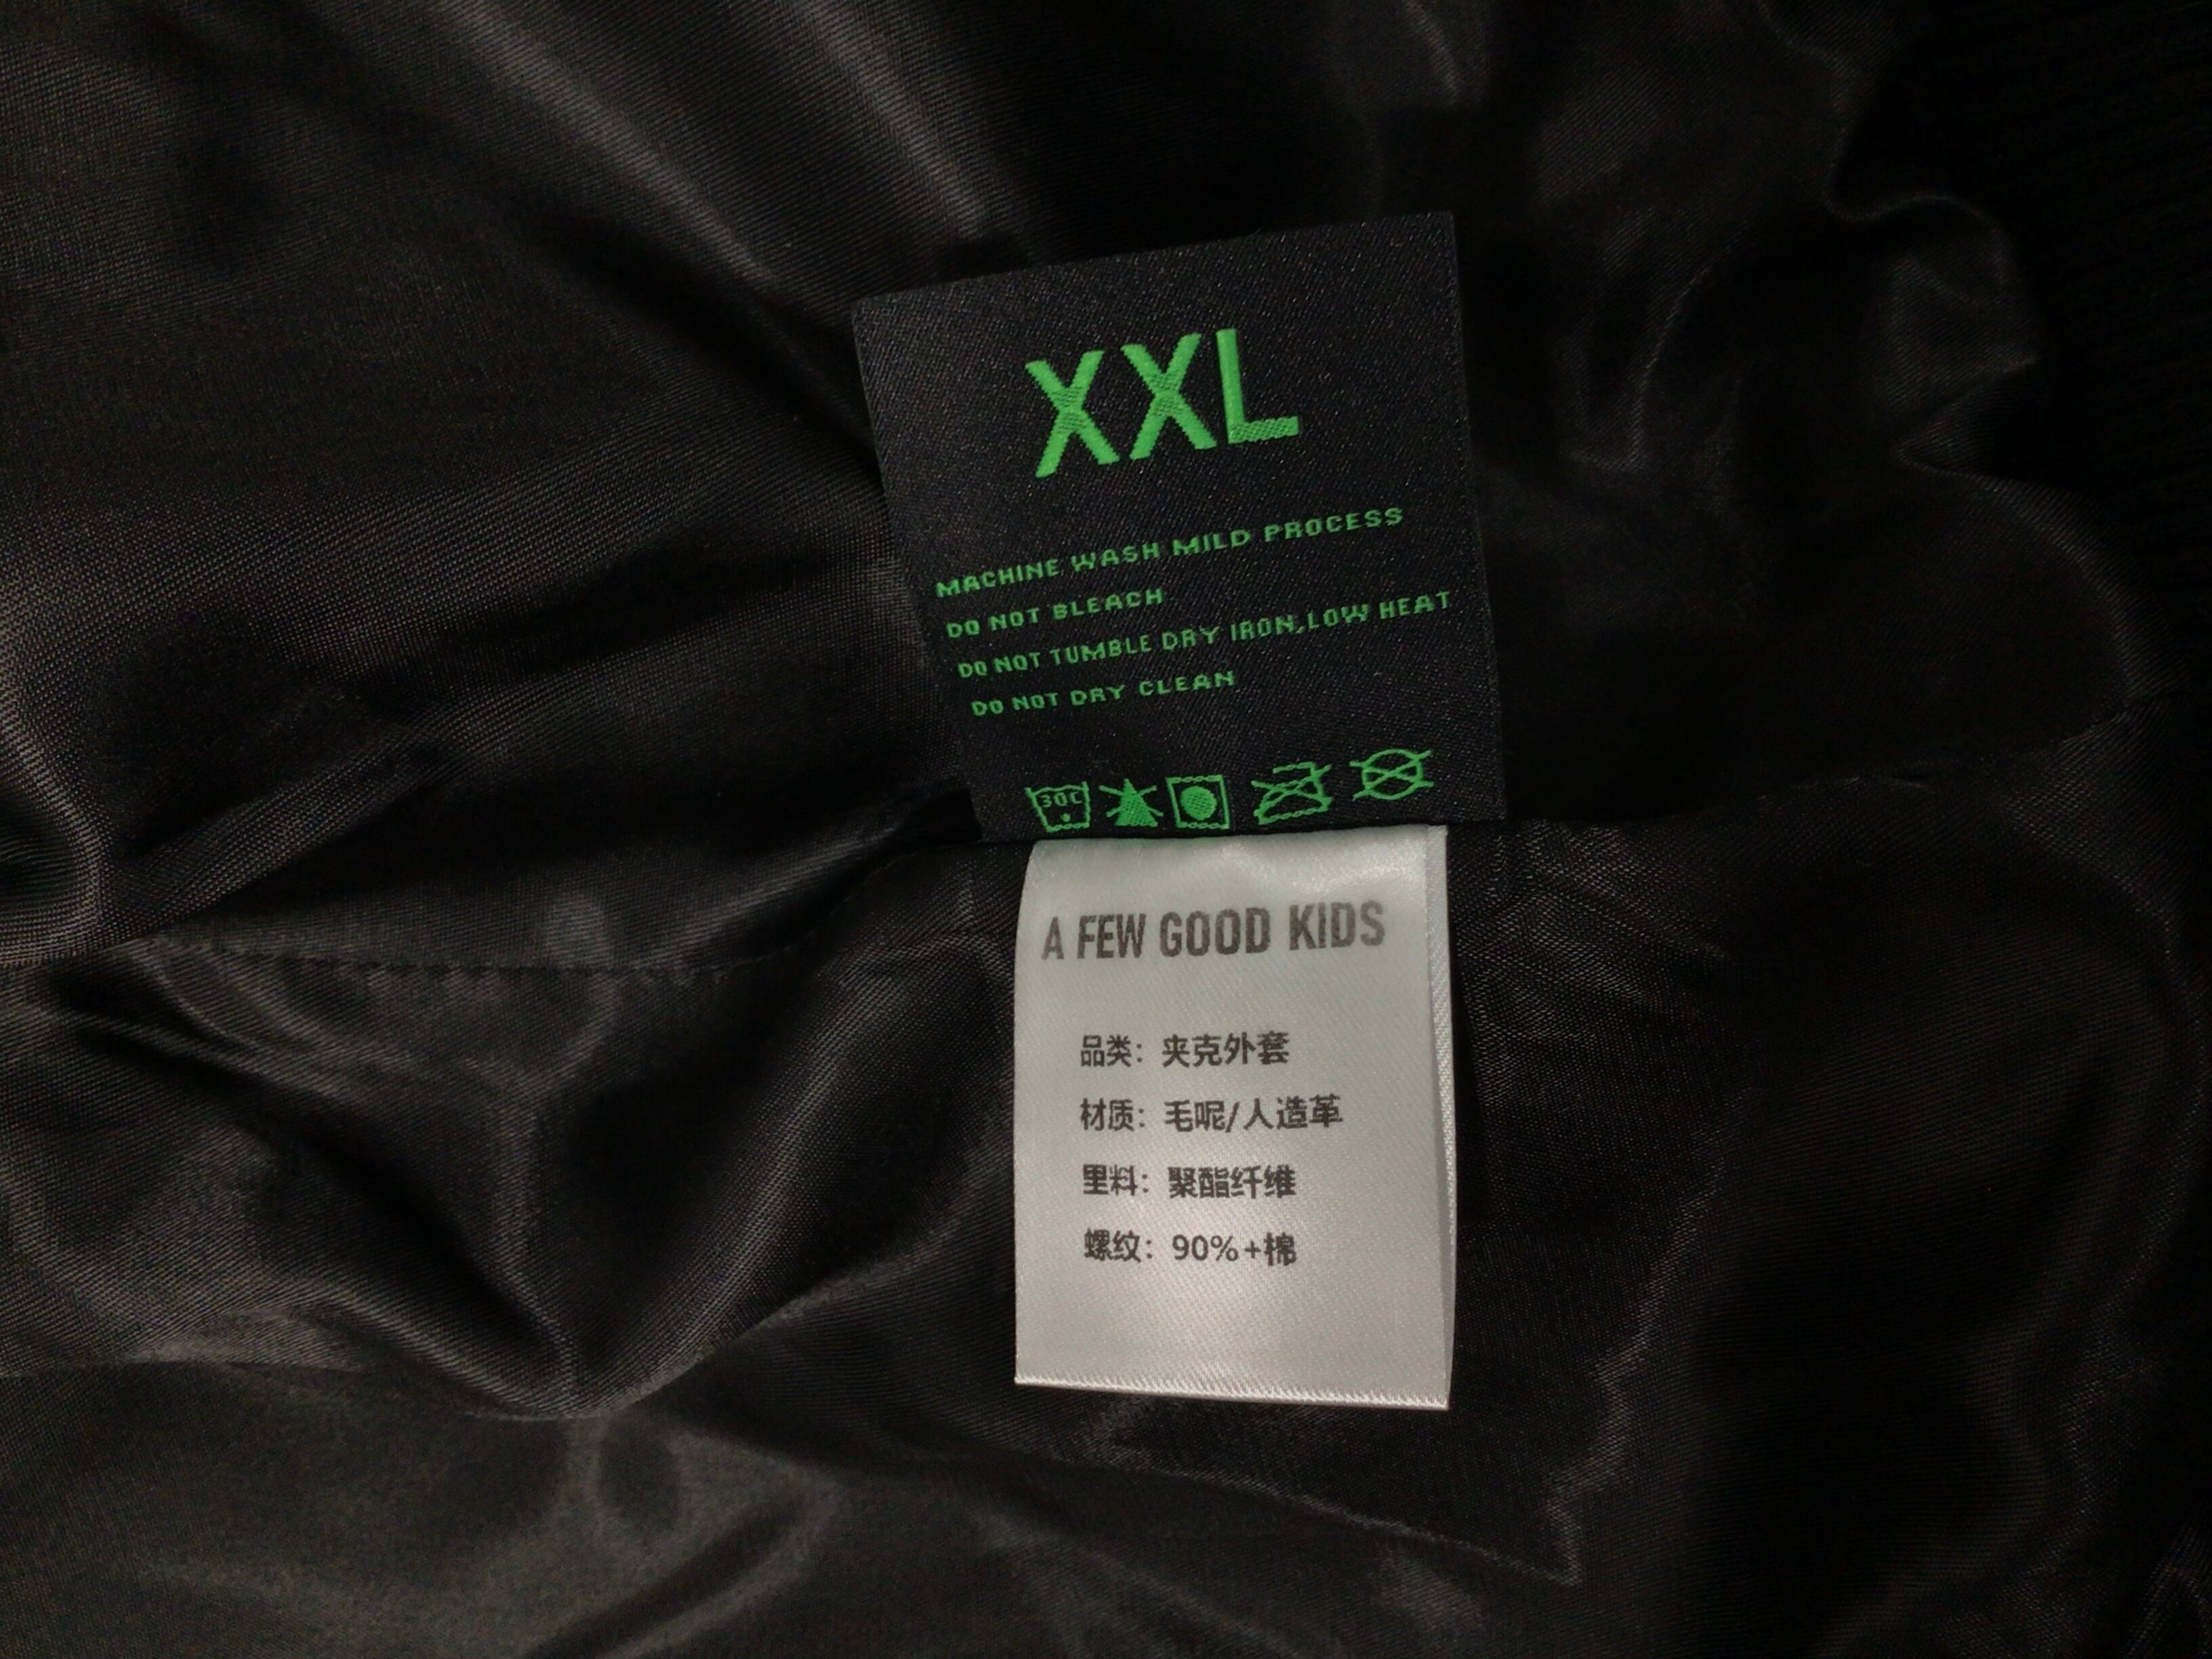 XXL
MACHINE WASH MILD PROCESS
DO NOT BLEACH
DO NOT TUMBLE DRY IRON,LOW HEAT
DO NOT DRY CLEAN
30C
A FEW GOOD KIDS
品类：夹克外套
材质：毛呢/人造革
里料：聚酯纤维
螺纹：90%+棉